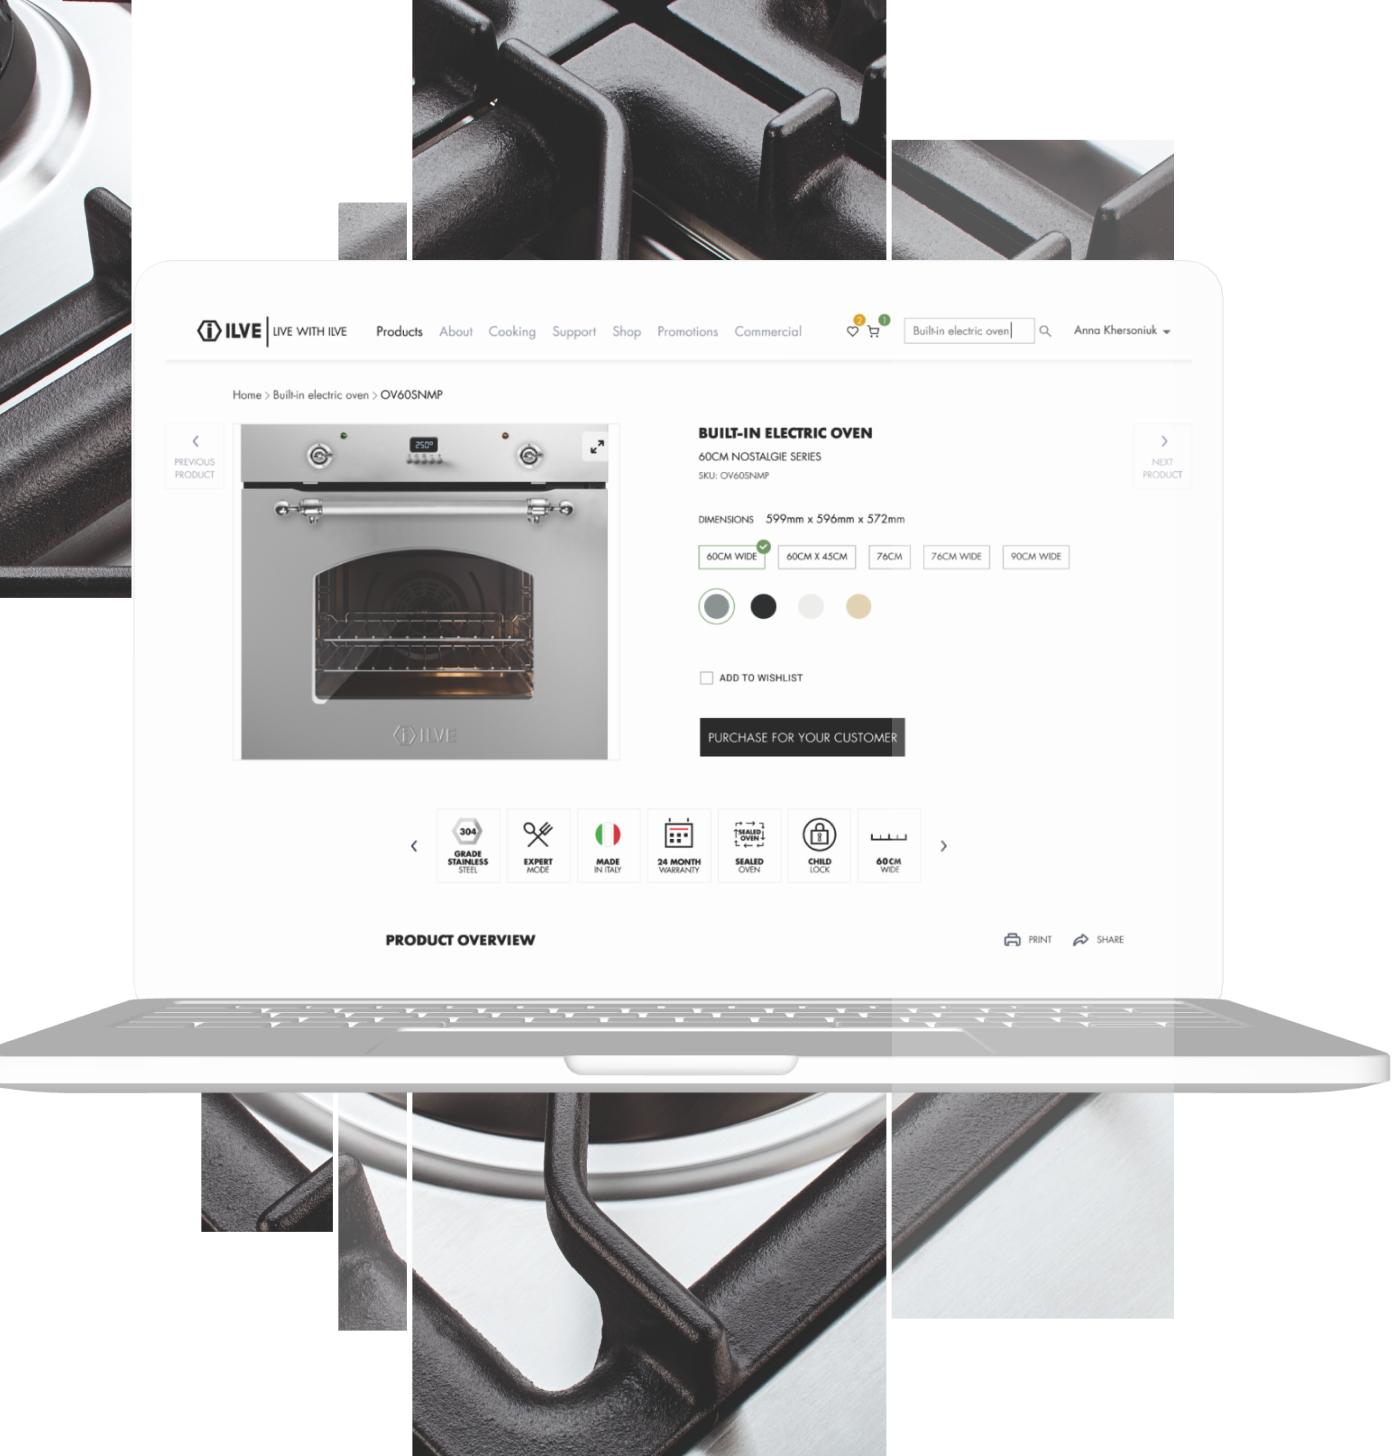 ILVE LIVE WITH ILVE Products About Cooking Support Shop Promotions Commercial 2 1 Built-in electric oven Anna Khersoniuk
Home > Built-in electric oven > OV60SNMP
PREVIOUS
PRODUCT
250°
ILVE
BUILT-IN ELECTRIC OVEN
60CM NOSTALGIE SERIES
SKU: OV60SNMP
NEXT
PRODUCT
DIMENSIONS 599mm x 596mm x 572mm
60CM WIDE 60CM X 45CM 76CM 76CM WIDE 90CM WIDE
ADD TO WISHLIST
PURCHASE FOR YOUR CUSTOMER
304
GRADE
STAINLESS
STEEL
EXPERT
MODE
MADE
IN ITALY
24 MONTH
WARRANTY
SEALED
OVEN
SEALED
OVEN
CHILD
LOCK
60CM
WIDE
PRODUCT OVERVIEW
PRINT SHARE